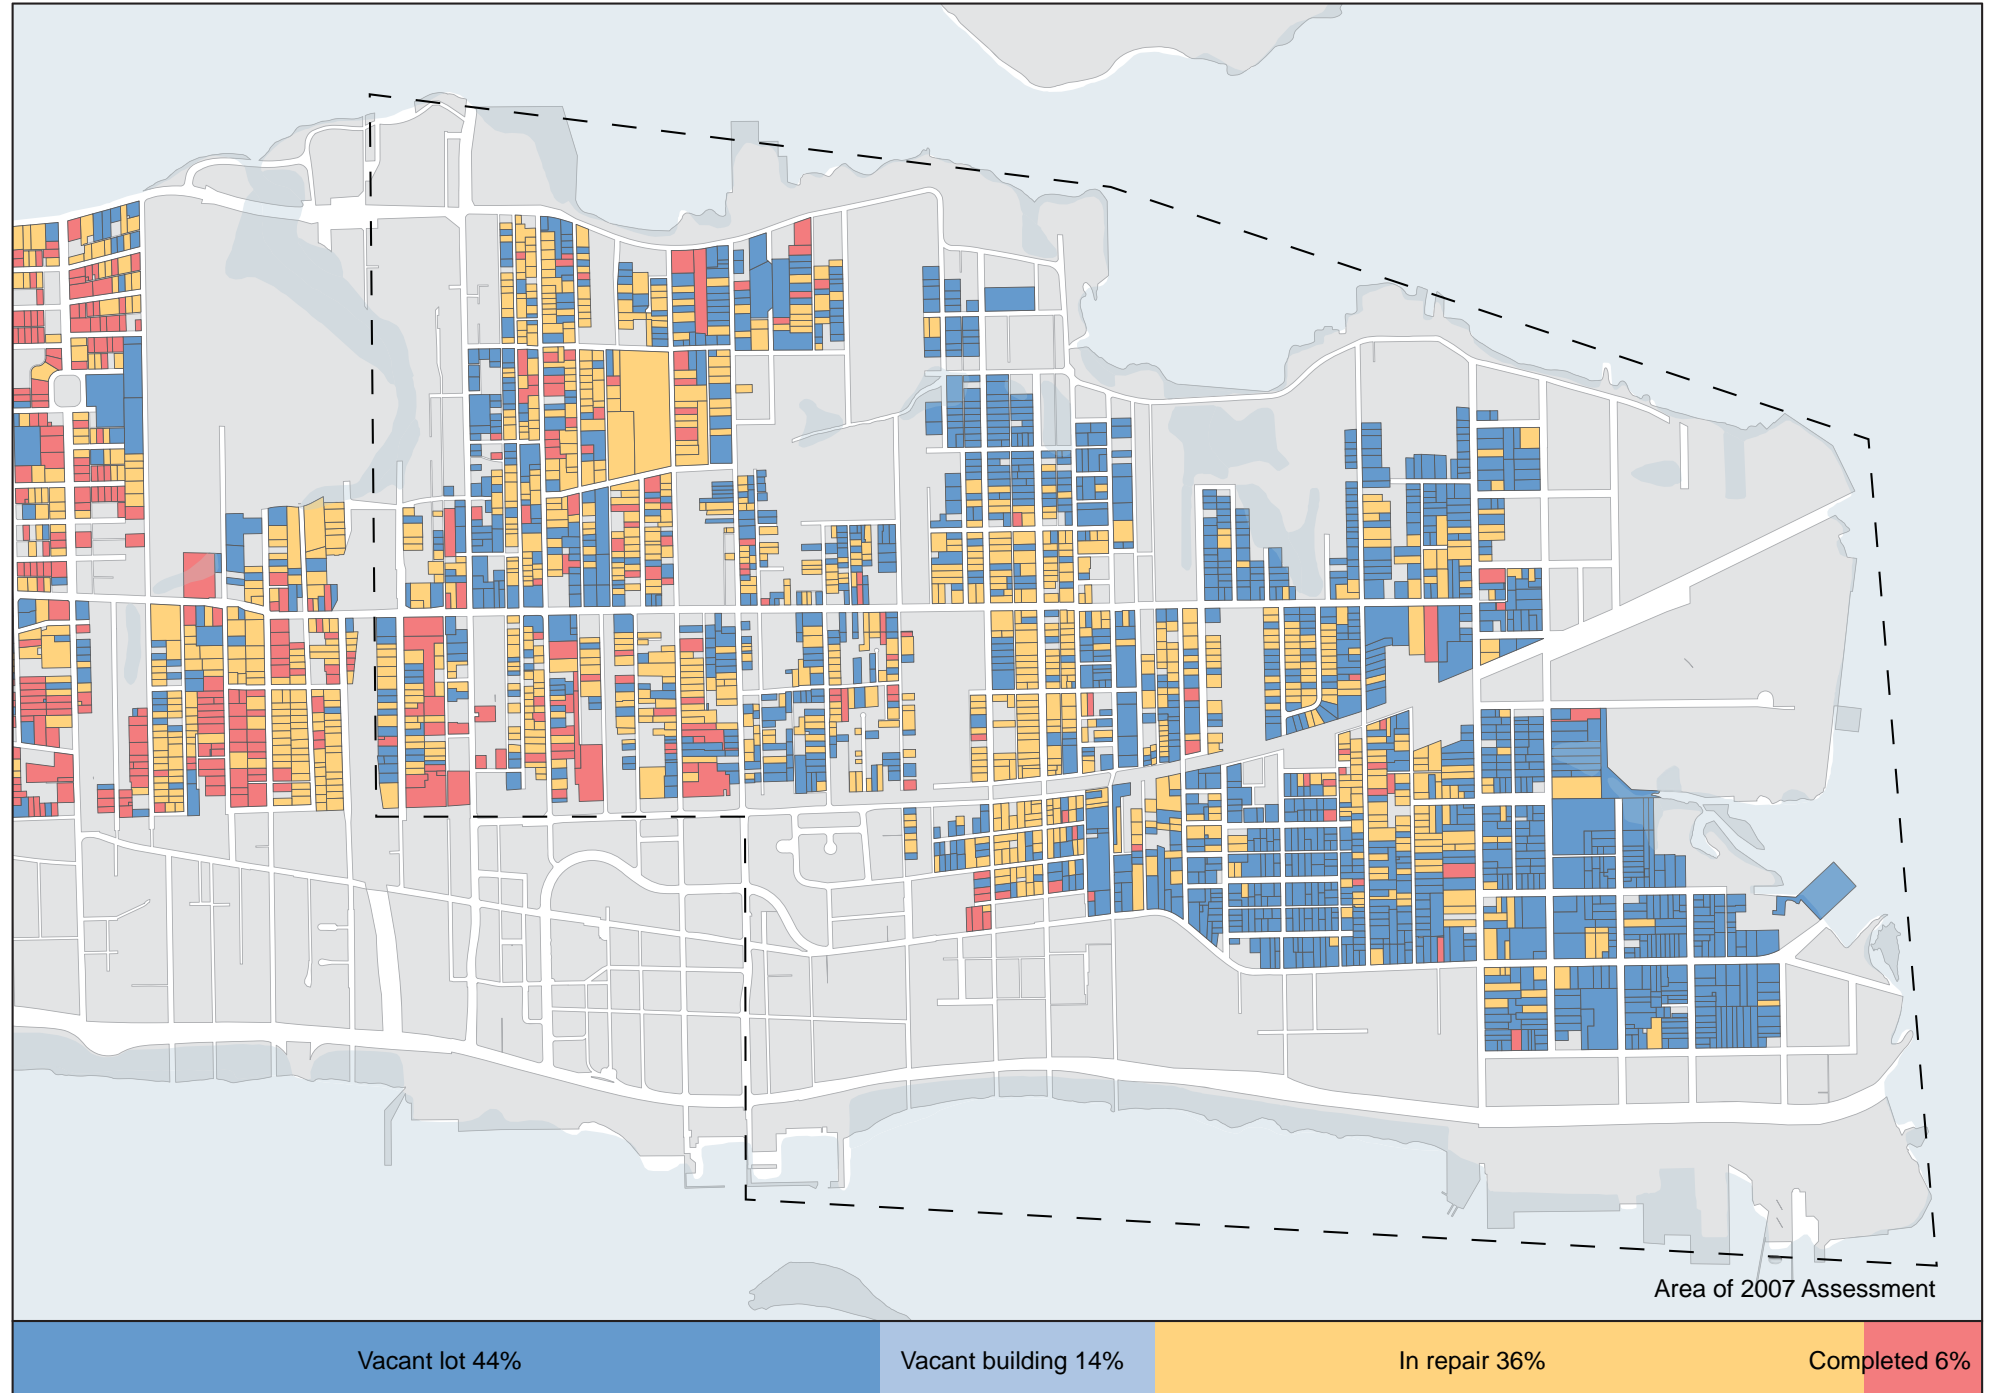 Area of 2007 Assessment
Vacant lot 44%
Vacant building 14%
In repair 36%
Completed 6%